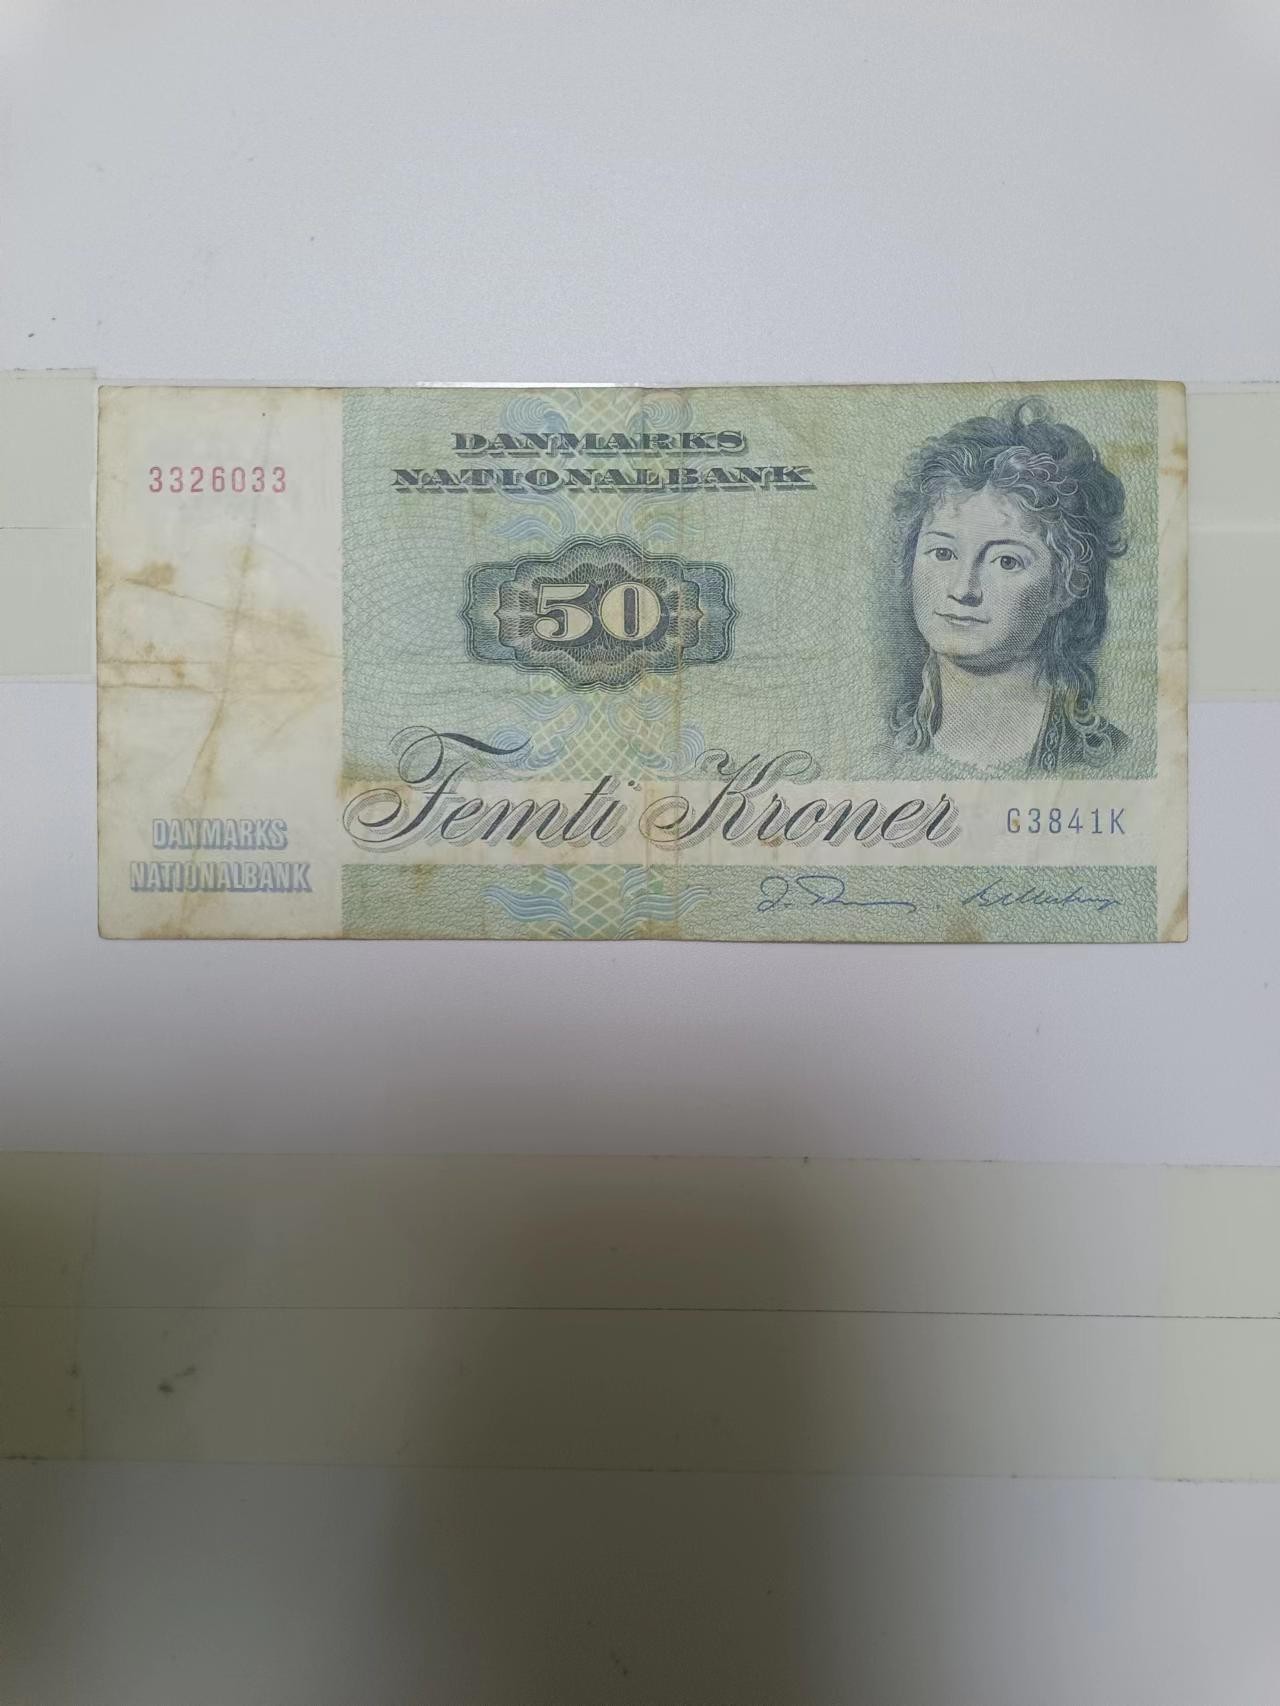 DANMARKS
NATIONALBANK
3326033
50
Femti Kroner
G3841K
DANMARKS
NATIONALBANK